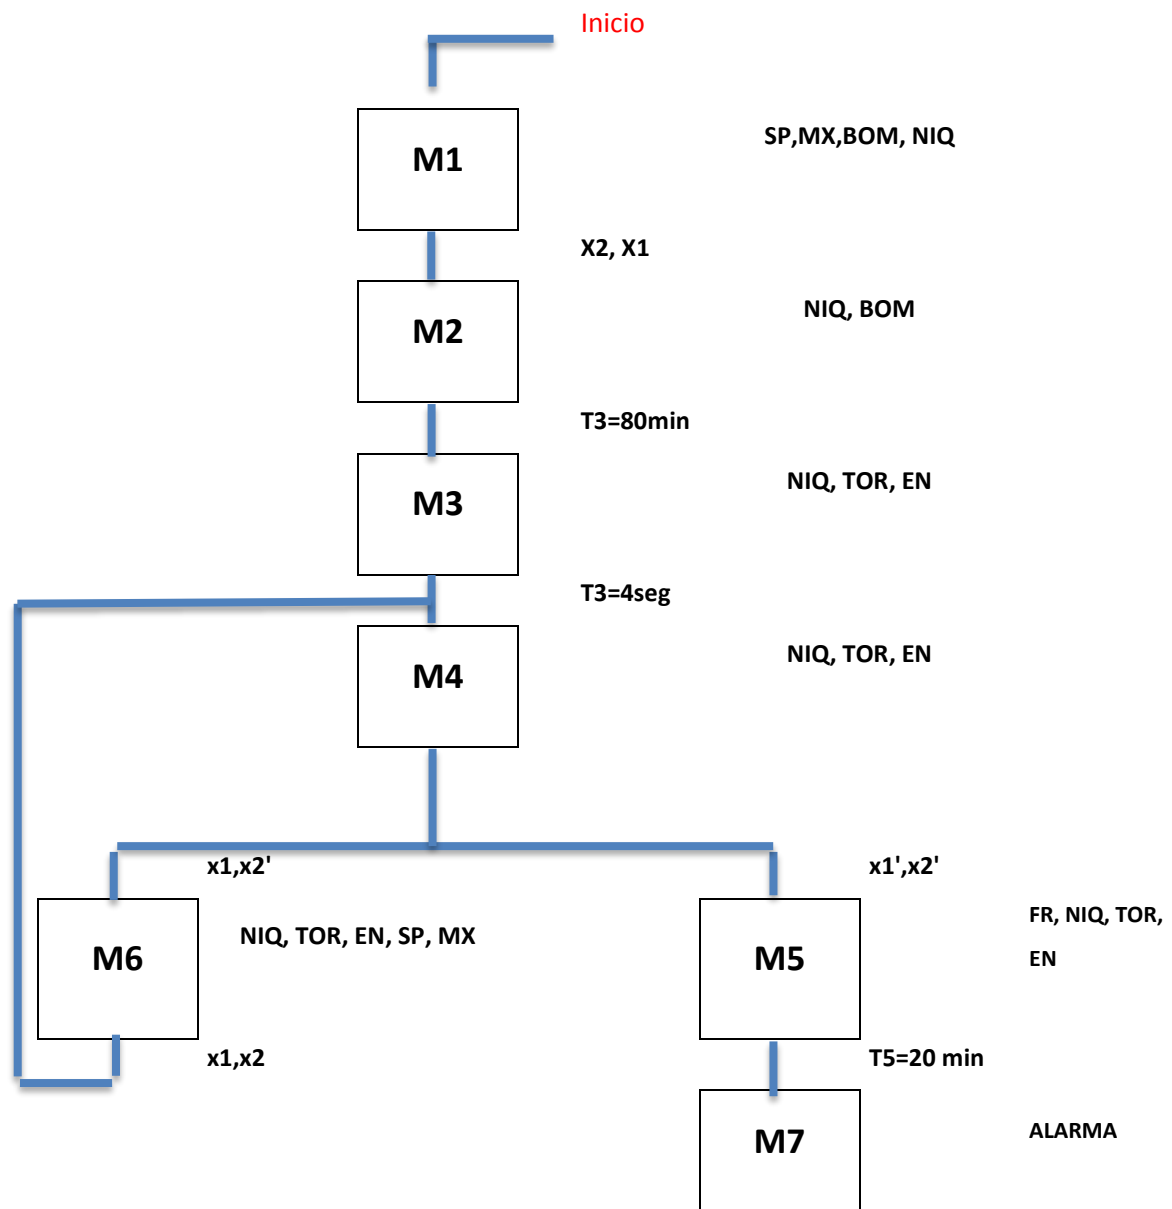 Inicio
M1
SP,MX,BOM, NIQ
X2, X1
M2
NIQ, BOM
T3=80min
M3
NIQ, TOR, EN
T3=4seg
M4
NIQ, TOR, EN
x1,x2'
x1',x2'
M6
NIQ, TOR, EN, SP, MX
M5
FR, NIQ, TOR,
EN
x1,x2
T5=20 min
M7
ALARMA